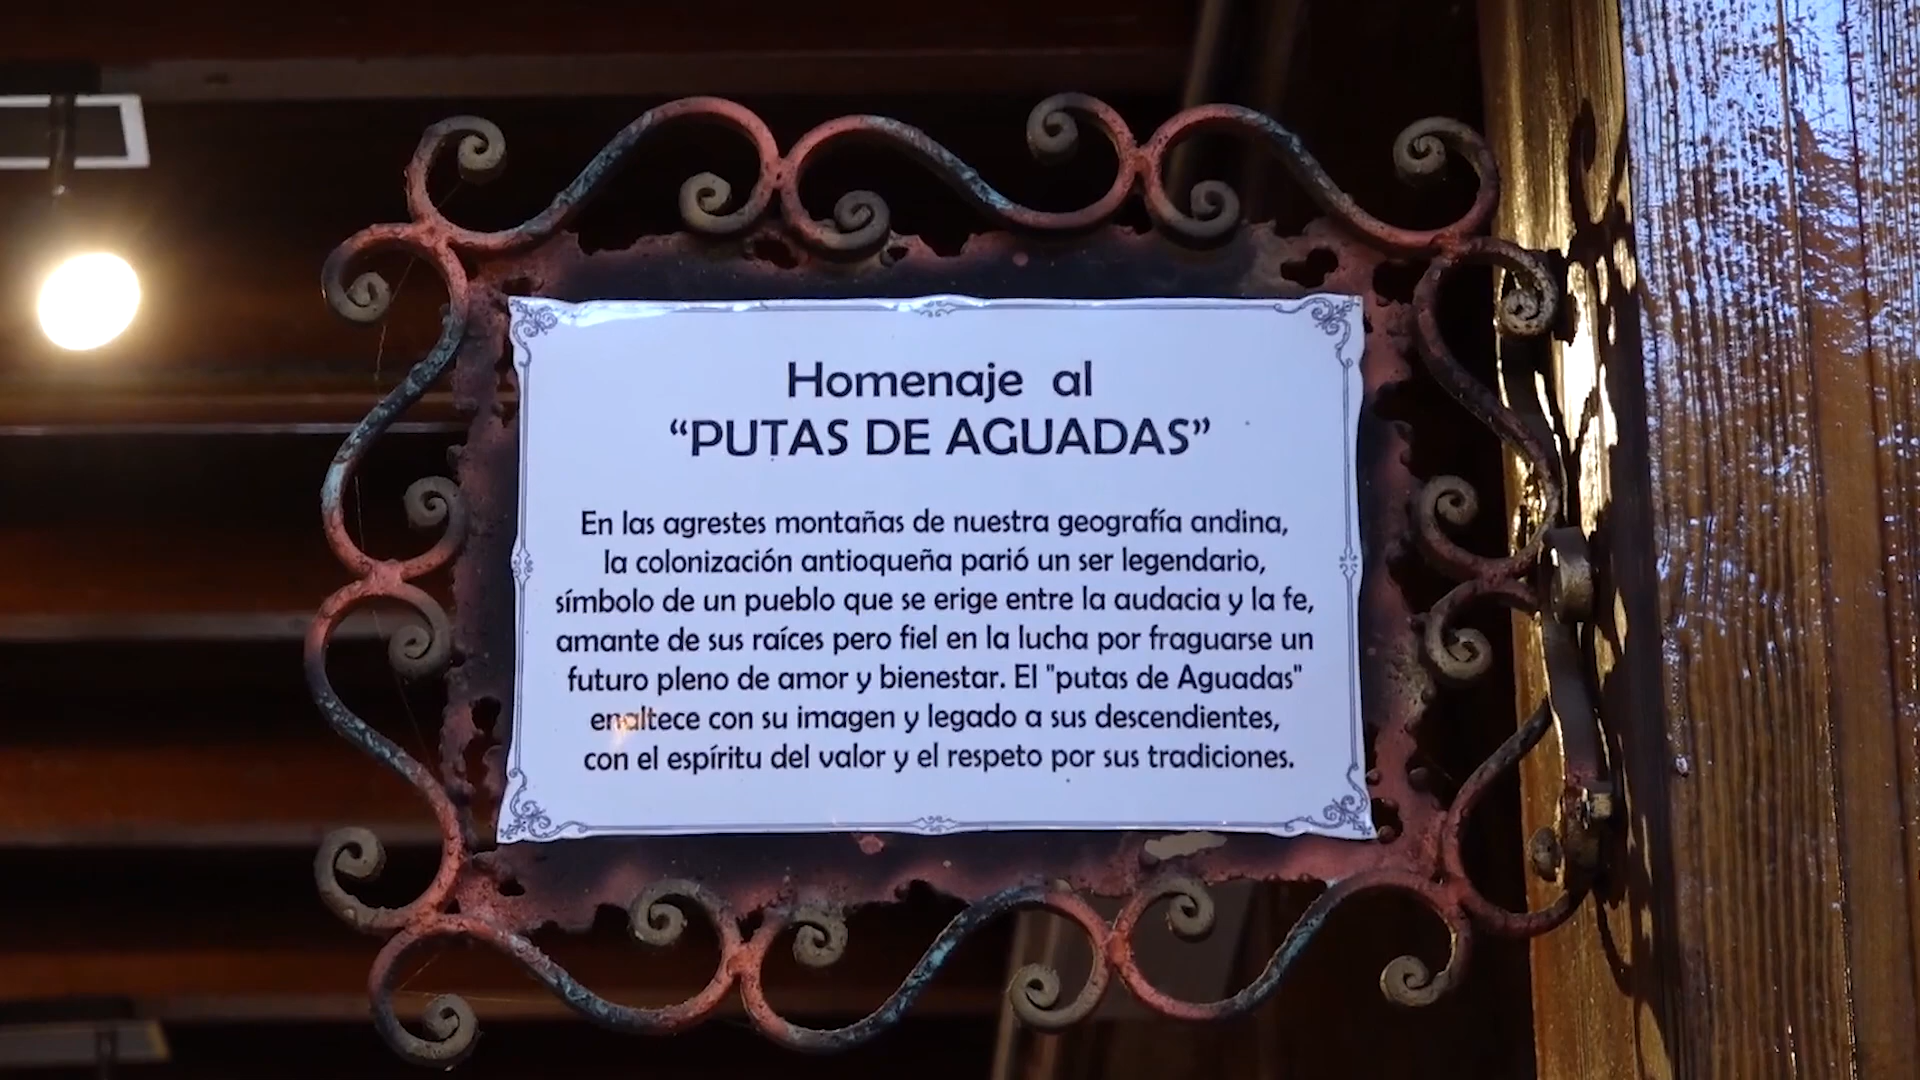 Homenaje al
“PUTAS DE AGUADAS”
En las agrestes montañas de nuestra geografía andina,
la colonización antioqueña parió un ser legendario,
símbolo de un pueblo que se erige entre la audacia y la fe,
amante de sus raíces pero fiel en la lucha por fraguarse un
futuro pleno de amor y bienestar. El "putas de Aguadas"
enaltece con su imagen y legado a sus descendientes,
con el espíritu del valor y el respeto por sus tradiciones.